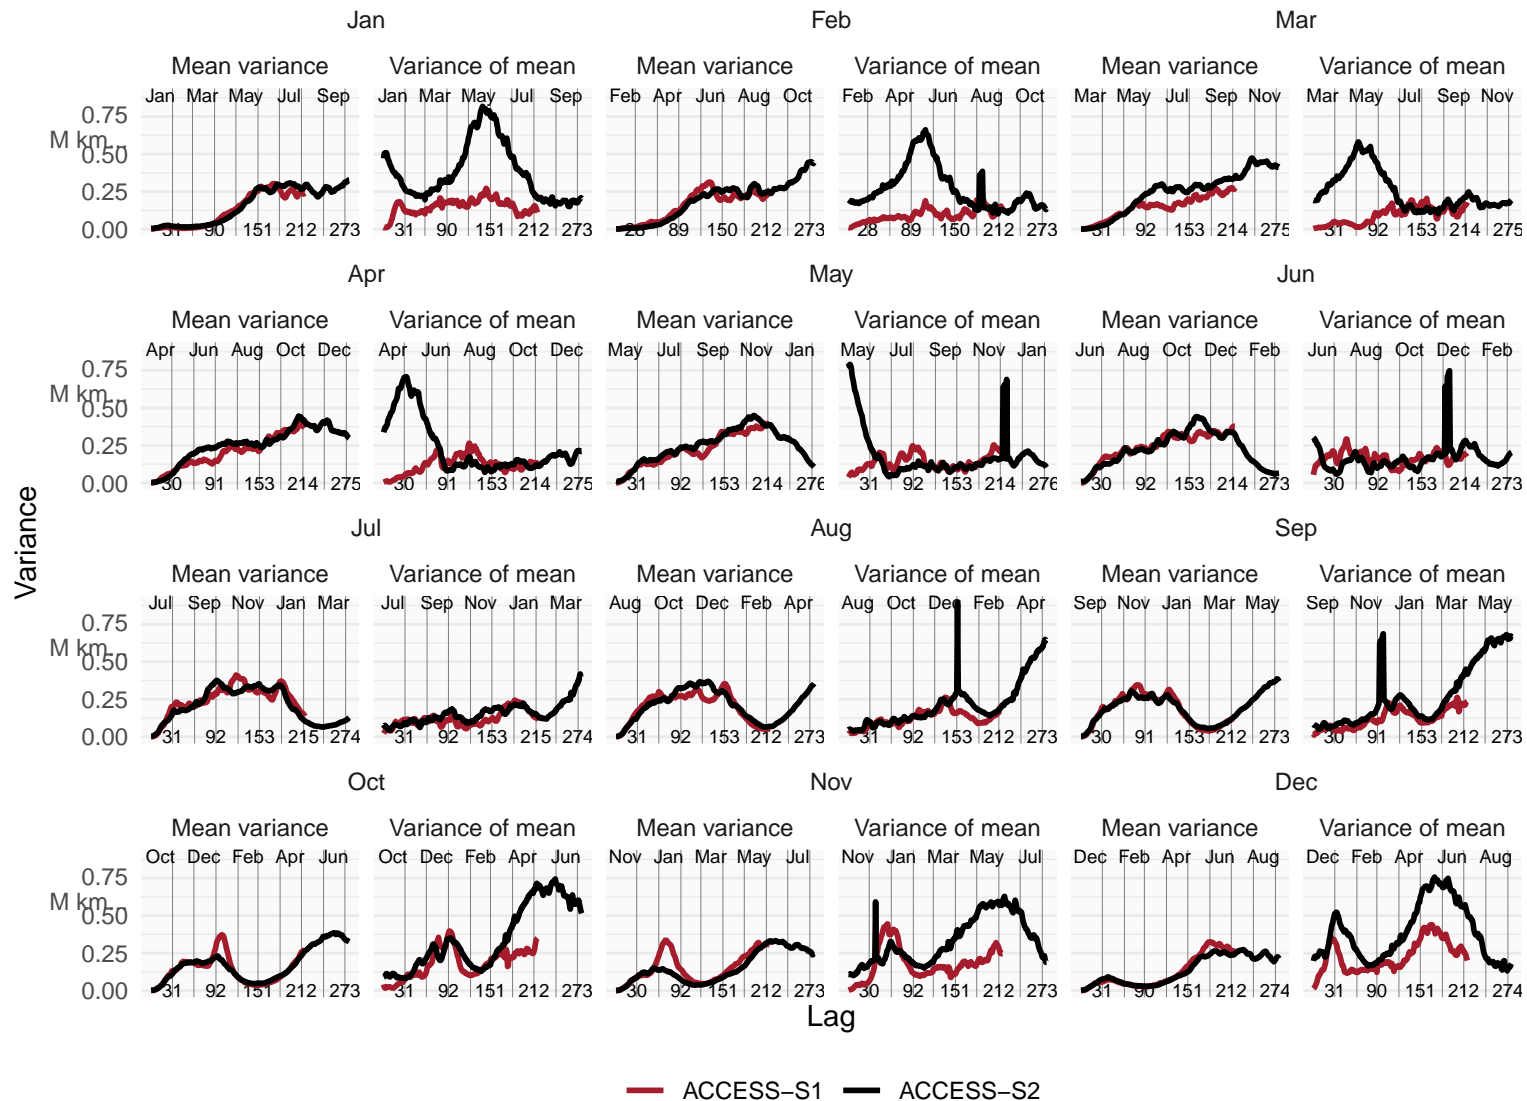 Jan Feb Mar
Mean variance Variance of mean Mean variance Variance of mean Mean variance Variance of mean
Jan Mar May Jul Sep Jan Mar May Jul Sep Feb Apr Jun Aug Oct Feb Apr Jun Aug Oct Mar May Jul Sep Nov Mar May Jul Sep Nov
0.75
M km
0.50
0.25
0.00
31 90 151 212 273 31 90 151 212 273 28 89 150 212 273 28 89 150 212 273 31 92 153 214 275 31 92 153 214 275
Apr May Jun
Mean variance Variance of mean Mean variance Variance of mean Mean variance Variance of mean
Apr Jun Aug Oct Dec Apr Jun Aug Oct Dec May Jul Sep Nov Jan May Jul Sep Nov Jan Jun Aug Oct Dec Feb Jun Aug Oct Dec Feb
0.75
M km
0.50
0.25
0.00
30 91 153 214 275 30 91 153 214 275 31 92 153 214 276 31 92 153 214 276 30 92 153 214 273 30 92 153 214 273
Variance
Jul Aug Sep
Mean variance Variance of mean Mean variance Variance of mean Mean variance Variance of mean
Jul Sep Nov Jan Mar Jul Sep Nov Jan Mar Aug Oct Dec Feb Apr Aug Oct Dec Feb Apr Sep Nov Jan Mar May Sep Nov Jan Mar May
0.75
M km
0.50
0.25
0.00
31 92 153 215 274 31 92 153 215 274 31 92 153 212 273 31 92 153 212 273 30 91 153 212 273 30 91 153 212 273
Oct Nov Dec
Mean variance Variance of mean Mean variance Variance of mean Mean variance Variance of mean
Oct Dec Feb Apr Jun Oct Dec Feb Apr Jun Nov Jan Mar May Jul Nov Jan Mar May Jul Dec Feb Apr Jun Aug Dec Feb Apr Jun Aug
0.75
M km
0.50
0.25
0.00
31 92 151 212 273 31 92 151 212 273 30 92 151 212 273 30 92 151 212 273 31 90 151 212 274 31 90 151 212 274
Lag
ACCESS−S1 ACCESS−S2